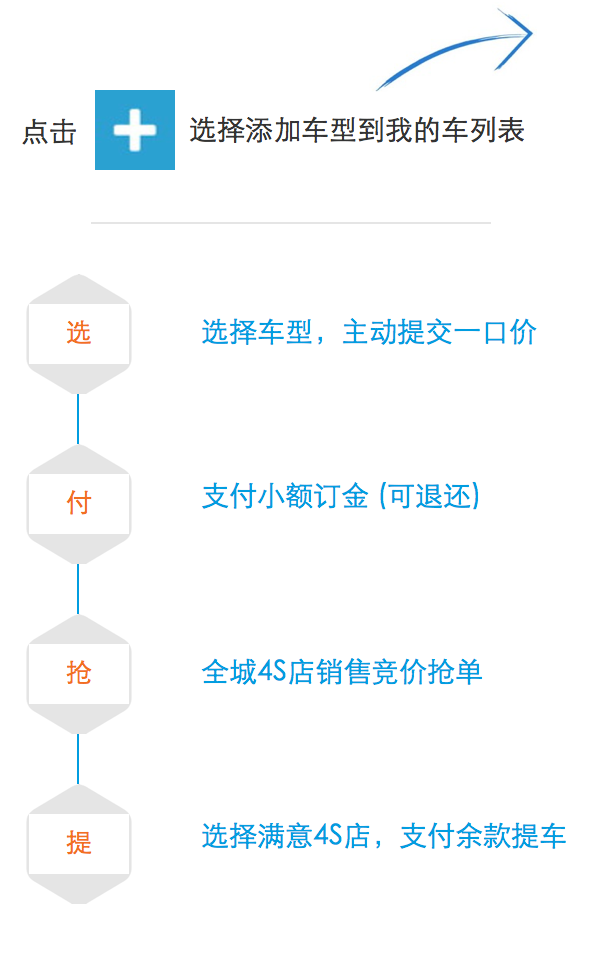 点击 选择添加车型到我的车列表
选 选择车型，主动提交一口价
付 支付小额订金 (可退还)
抢 全城4S店销售竞价抢单
提 选择满意4S店，支付余款提车